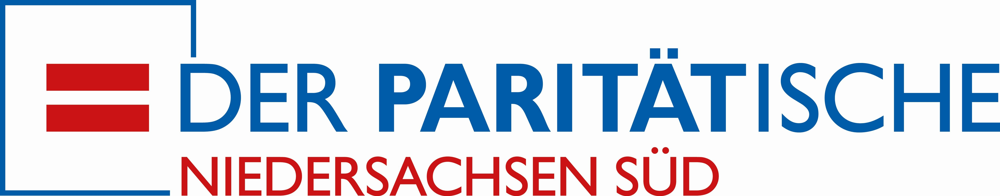 DER PARITÄTISCHE
NIEDERSACHSEN SÜD